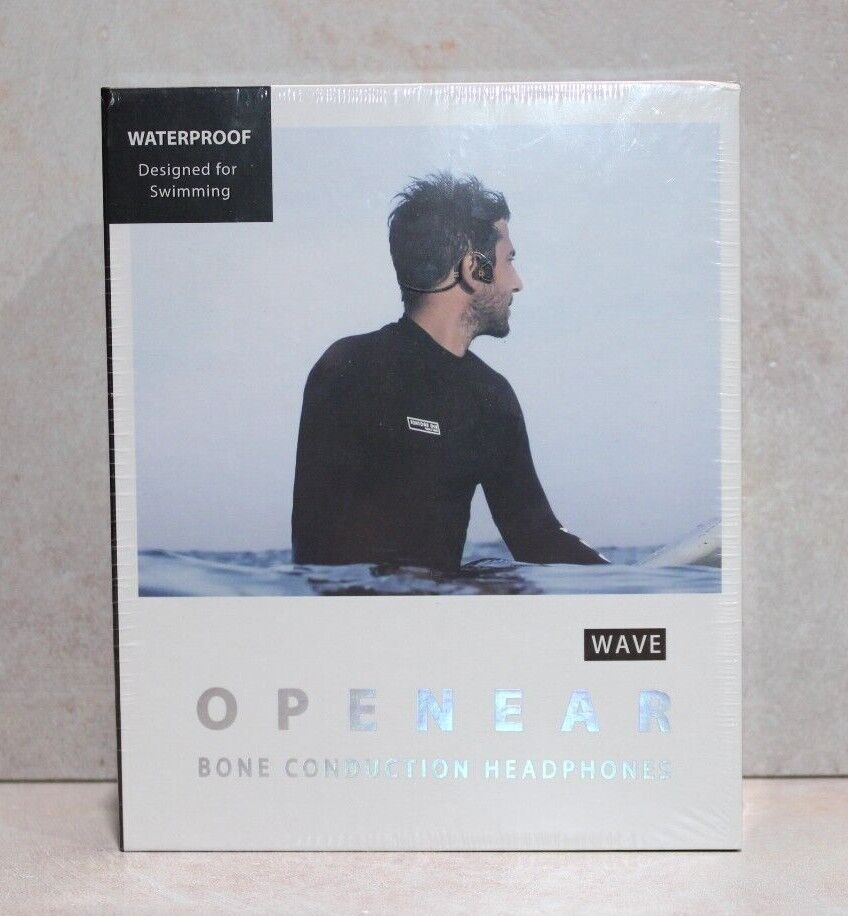 WATERPROOF
Designed for
Swimming
WAVE
OPENEAR
BONE CONDUCTION HEADPHONES